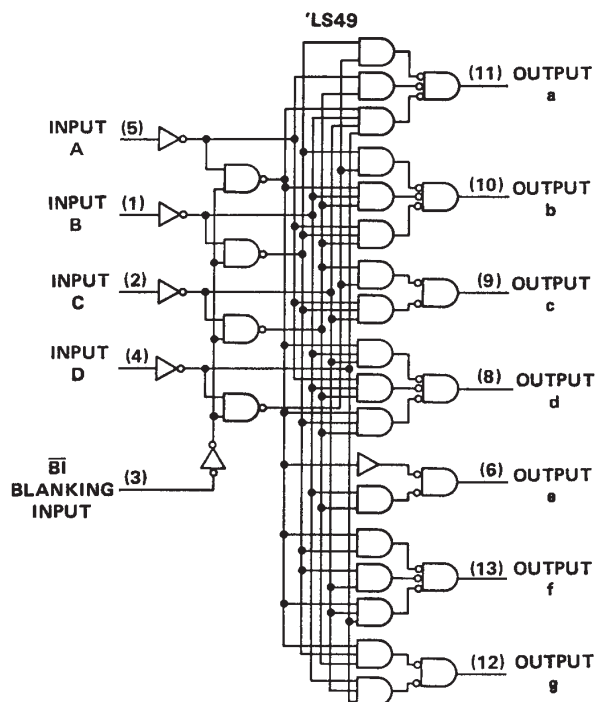 'LS49
(11) OUTPUT
a
INPUT (5)
A
INPUT (1)
B
(10) OUTPUT
b
INPUT (2)
C
(9) OUTPUT
c
INPUT (4)
D
(8) OUTPUT
d
BI (3)
BLANKING
INPUT
(6) OUTPUT
e
(13) OUTPUT
f
(12) OUTPUT
g